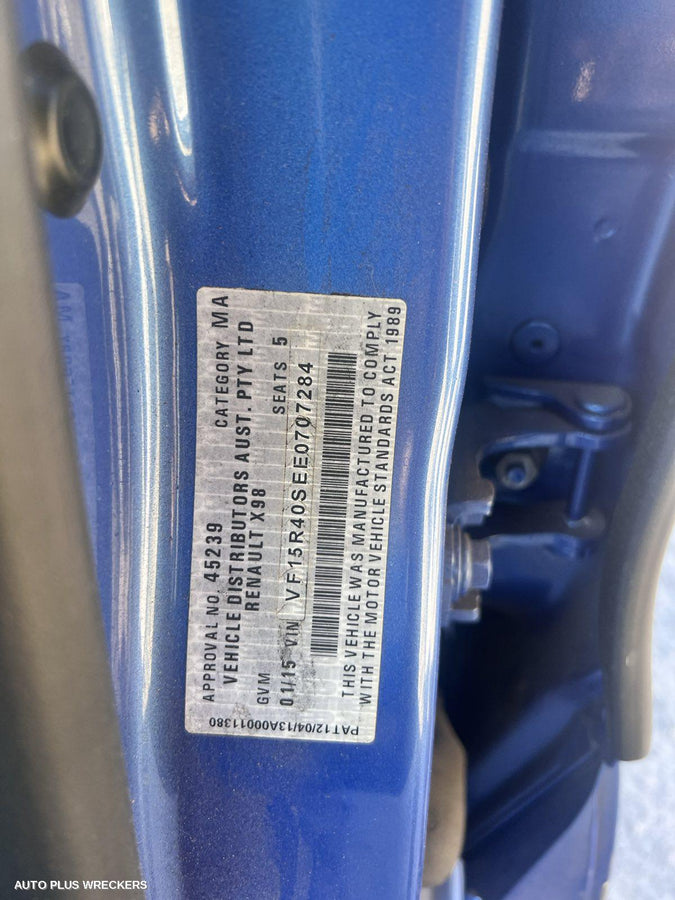 APPROVAL NO. 45239 CATEGORY MA
VEHICLE DISTRIBUTORS AUST. PTY LTD
RENAULT X98
GVM SEATS 5
01/15 VIN VF15R40SEE0707284
THIS VEHICLE WAS MANUFACTURED TO COMPLY
WITH THE MOTOR VEHICLE STANDARDS ACT 1989
PAT12/04/13A00011380
AUTO PLUS WRECKERS